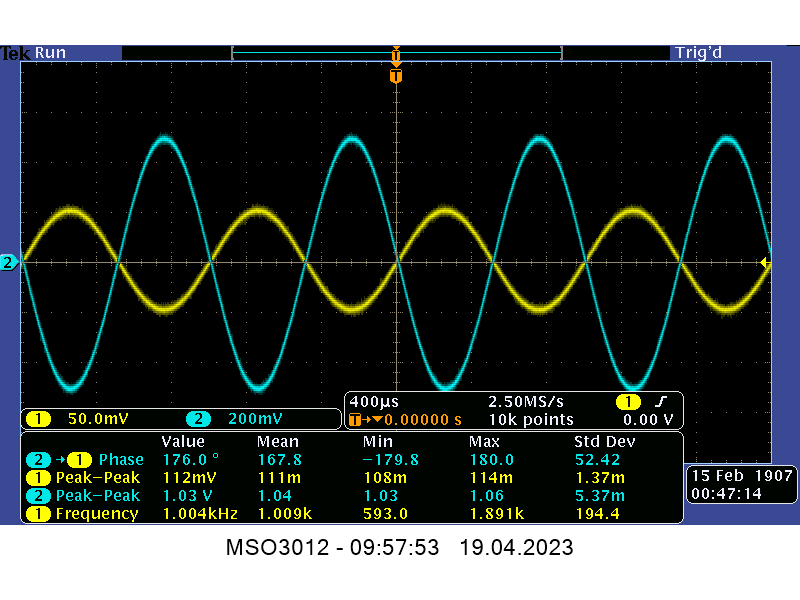 Tek Run Trig'd
T
T
2
400µs 2.50MS/s 1 ʃ
T→▼0.00000 s 10k points 0.00 V
1 50.0mV 2 200mV
Value Mean Min Max Std Dev
2 →1 Phase 176.0 ° 167.8 −179.8 180.0 52.42
1 Peak−Peak 112mV 111m 108m 114m 1.37m
2 Peak−Peak 1.03 V 1.04 1.03 1.06 5.37m
1 Frequency 1.004kHz 1.009k 593.0 1.891k 194.4
15 Feb 1907
00:47:14
MSO3012 - 09:57:53 19.04.2023